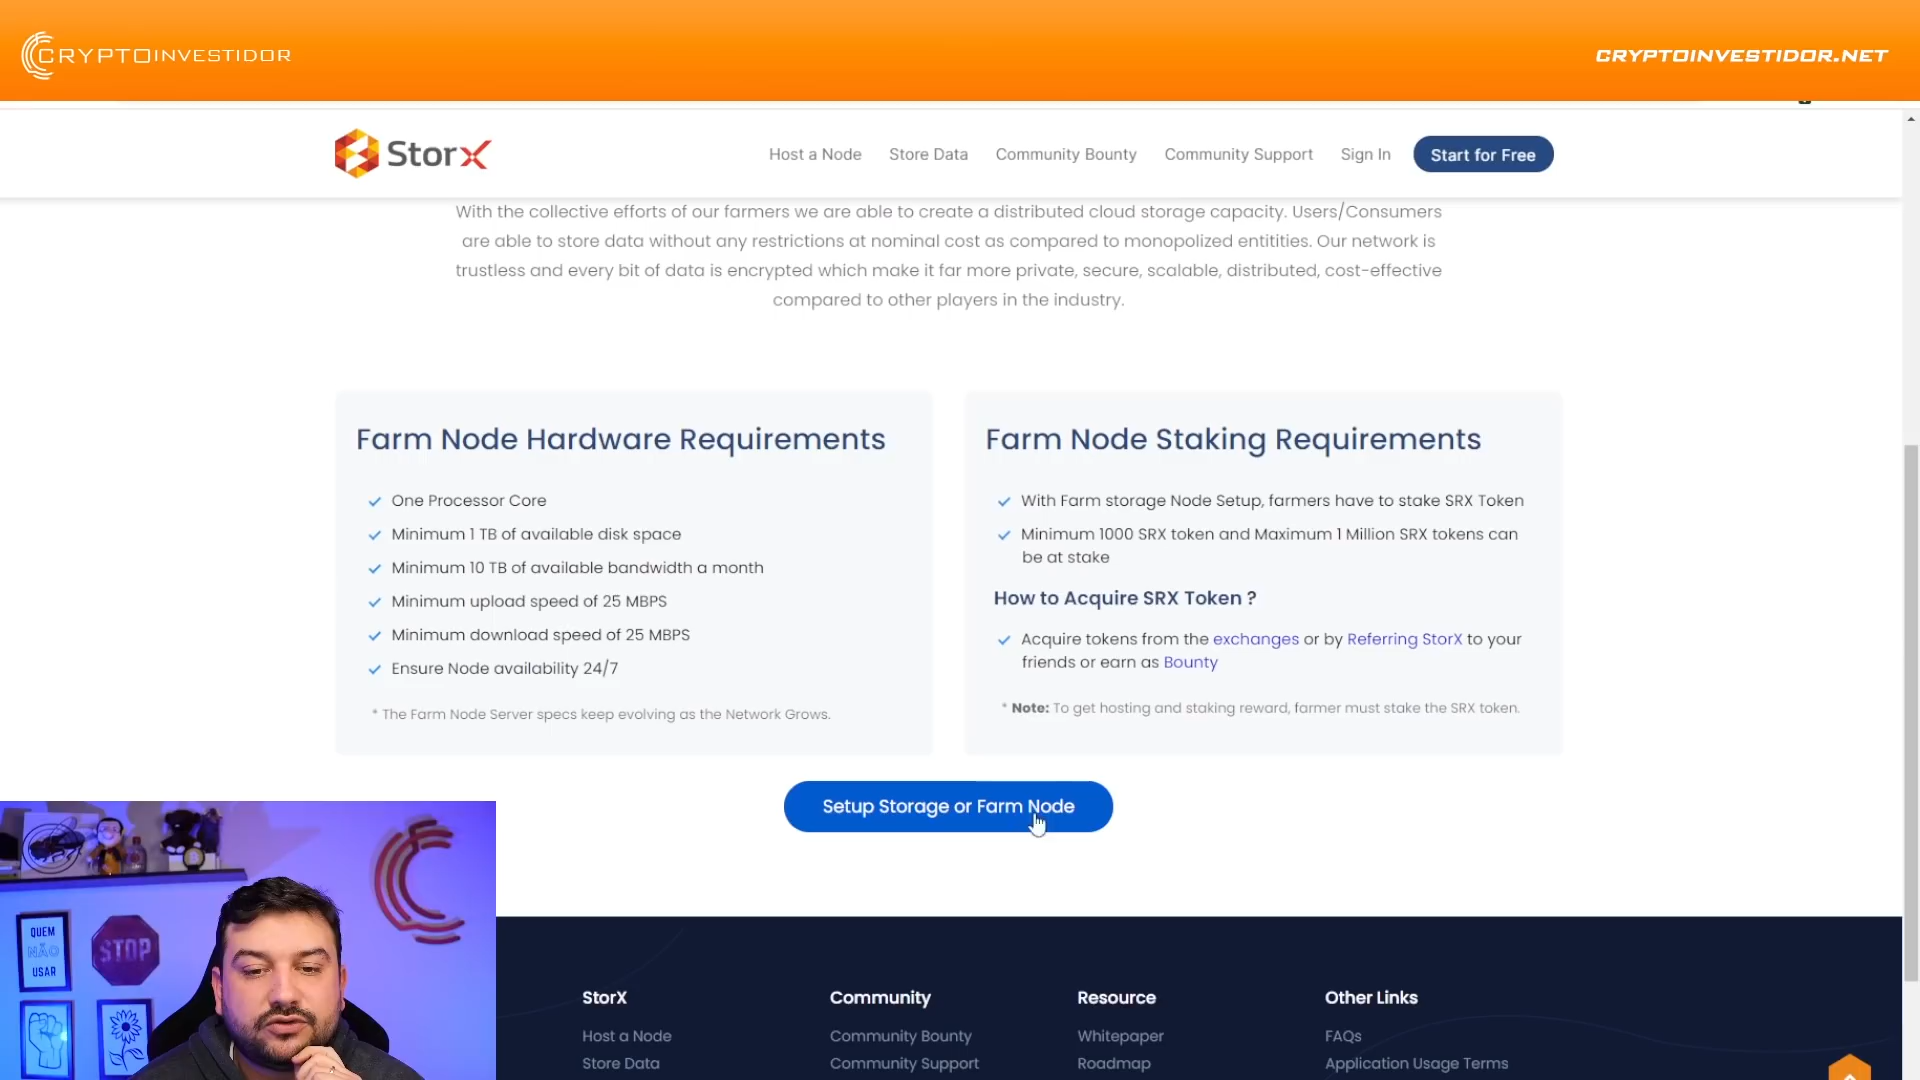 CRYPTOINVESTIDOR
CRYPTOINVESTIDOR.NET
StorX
Host a Node
Store Data
Community Bounty
Community Support
Sign In
Start for Free
With the collective efforts of our farmers we are able to create a distributed cloud storage capacity. Users/Consumers
are able to store data without any restrictions at nominal cost as compared to monopolized entitities. Our network is
trustless and every bit of data is encrypted which make it far more private, secure, scalable, distributed, cost-effective
compared to other players in the industry.
Farm Node Hardware Requirements
One Processor Core
Minimum 1 TB of available disk space
Minimum 10 TB of available bandwidth a month
Minimum upload speed of 25 MBPS
Minimum download speed of 25 MBPS
Ensure Node availability 24/7
* The Farm Node Server specs keep evolving as the Network Grows.
Farm Node Staking Requirements
With Farm storage Node Setup, farmers have to stake SRX Token
Minimum 1000 SRX token and Maximum 1 Million SRX tokens can
be at stake
How to Acquire SRX Token ?
Acquire tokens from the exchanges or by Referring StorX to your
friends or earn as Bounty
* Note: To get hosting and staking reward, farmer must stake the SRX token.
Setup Storage or Farm Node
QUEM
NÃO
USAR
STOP
StorX
Host a Node
Store Data
Community
Community Bounty
Community Support
Resource
Whitepaper
Roadmap
Other Links
FAQs
Application Usage Terms